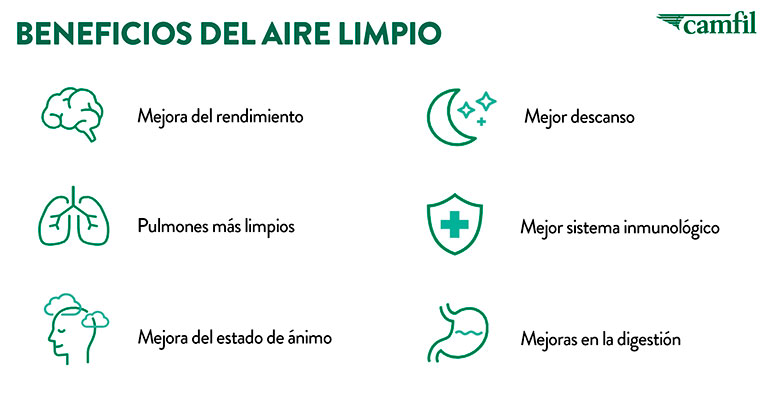 BENEFICIOS DEL AIRE LIMPIO
camfil
Mejora del rendimiento
Mejor descanso
Pulmones más limpios
Mejor sistema inmunológico
Mejora del estado de ánimo
Mejoras en la digestión